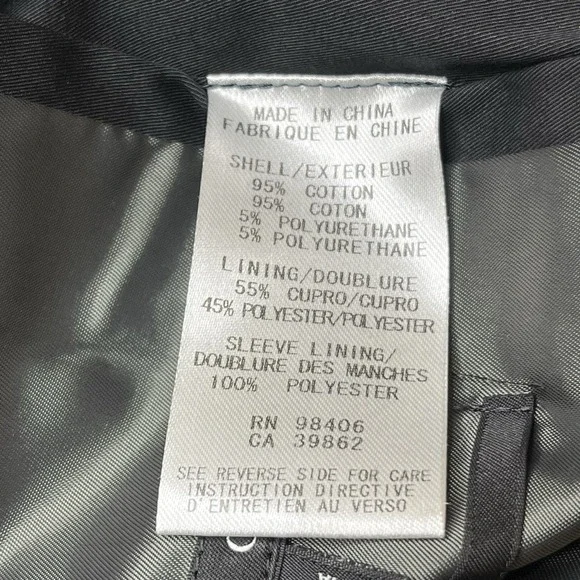 MADE IN CHINA
FABRIQUE EN CHINE
SHELL/EXTERIEUR
95% COTTON
95% COTON
5% POLYURETHANE
5% POLYURETHANE
LINING/DOUBLURE
55% CUPRO/CUPRO
45% POLYESTER/POLYESTER
SLEEVE LINING/
DOUBLURE DES MANCHES
100% POLYESTER
RN 98406
CA 39862
SEE REVERSE SIDE FOR CARE
INSTRUCTION DIRECTIVE
D'ENTRETIEN AU VERSO